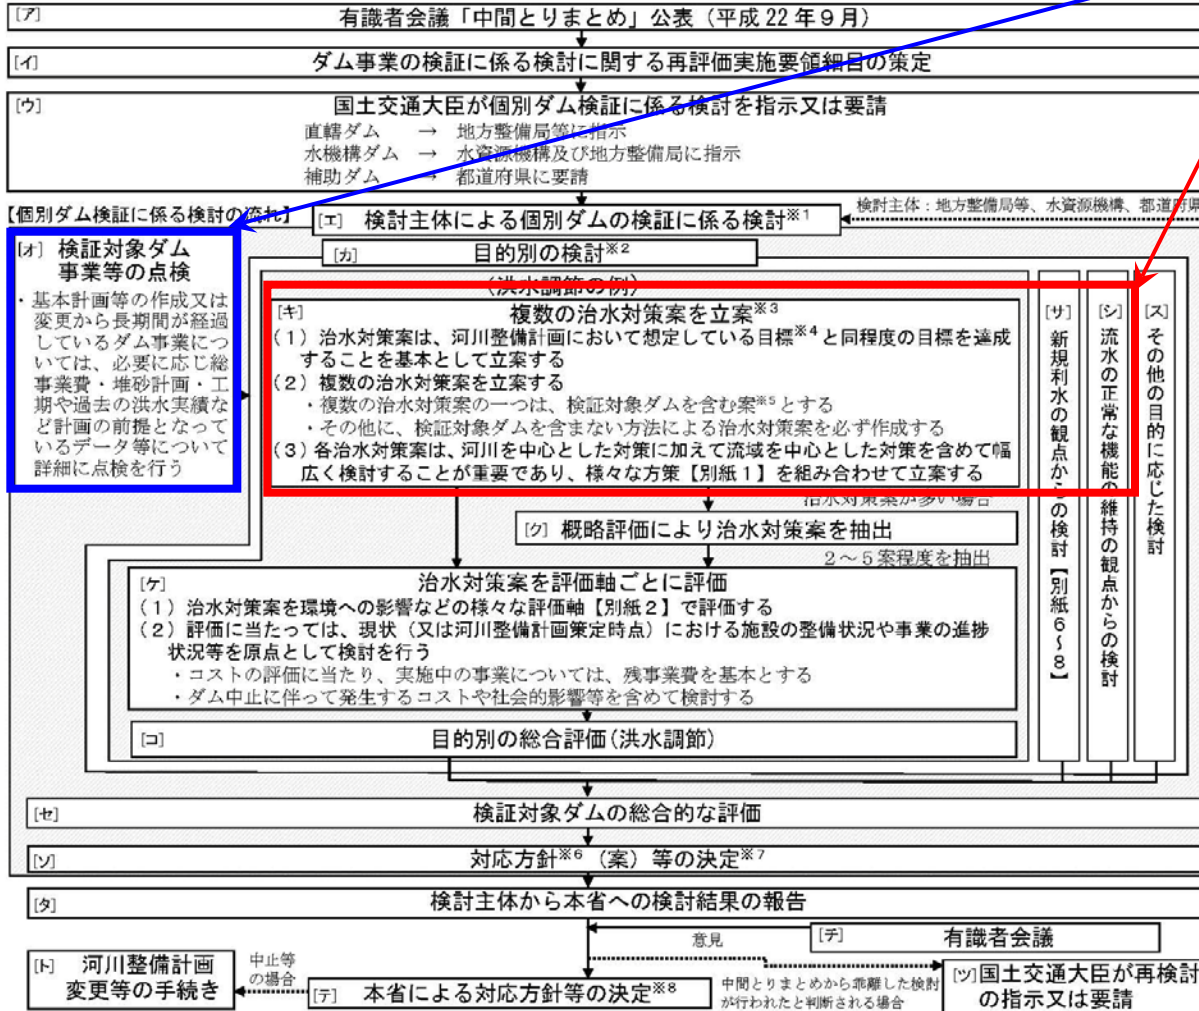 [ア] 有識者会議「中間とりまとめ」公表（平成22年９月）
[イ] ダム事業の検証に係る検討に関する再評価実施要領細目の策定
[ウ] 国土交通大臣が個別ダム検証に係る検討を指示又は要請
直轄ダム → 地方整備局等に指示
水機構ダム → 水資源機構及び地方整備局に指示
補助ダム → 都道府県に要請
【個別ダム検証に係る検討の流れ】
[エ] 検討主体による個別ダムの検証に係る検討※1
検討主体：地方整備局等、水資源機構、都道府県
[オ] 検証対象ダム
事業等の点検
・基本計画等の作成又は
変更から長期間が経過
しているダム事業につ
いては、必要に応じ総
事業費・堆砂計画・工
期や過去の洪水実績な
ど計画の前提となって
いるデータ等について
詳細に点検を行う
[カ] 目的別の検討※2
（洪水調節の例）
[キ] 複数の治水対策案を立案※3
（１）治水対策案は、河川整備計画において想定している目標※4と同程度の目標を達成
することを基本として立案する
（２）複数の治水対策案を立案する
・複数の治水対策案の一つは、検証対象ダムを含む案※5とする
・その他に、検証対象ダムを含まない方法による治水対策案を必ず作成する
（３）各治水対策案は、河川を中心とした対策に加えて流域を中心とした対策を含めて幅
広く検討することが重要であり、様々な方策【別紙１】を組み合わせて立案する
治水対策案が多い場合
[ク] 概略評価により治水対策案を抽出
２～５案程度を抽出
[ケ] 治水対策案を評価軸ごとに評価
（１）治水対策案を環境への影響などの様々な評価軸【別紙２】で評価する
（２）評価に当たっては、現状（又は河川整備計画策定時点）における施設の整備状況や事業の進捗
状況等を原点として検討を行う
・コストの評価に当たり、実施中の事業については、残事業費を基本とする
・ダム中止に伴って発生するコストや社会的影響等を含めて検討する
[コ] 目的別の総合評価（洪水調節）
[サ] 新規利水の観点からの検討【別紙６～８】
[シ] 流水の正常な機能の維持の観点からの検討
[ス] その他の目的に応じた検討
[セ] 検証対象ダムの総合的な評価
[ソ] 対応方針※6（案）等の決定※7
[タ] 検討主体から本省への検討結果の報告
意見
[チ] 有識者会議
[ト] 河川整備計画
変更等の手続き
中止等
の場合
[テ] 本省による対応方針等の決定※8
中間とりまとめから乖離した検討
が行われたと判断される場合
[ツ]国土交通大臣が再検討
の指示又は要請